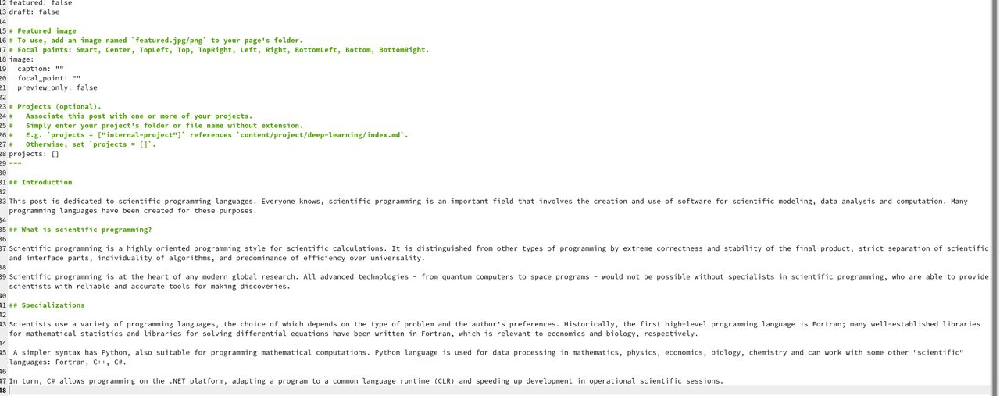 12 featured: false
13 draft: false
14
15 # Featured image
16 # To use, add an image named `featured.jpg/png` to your page's folder.
17 # Focal points: Smart, Center, TopLeft, Top, TopRight, Left, Right, BottomLeft, Bottom, BottomRight.
18 image:
19   caption: ""
20   focal_point: ""
21   preview_only: false
22
23 # Projects (optional).
24 #   Associate this post with one or more of your projects.
25 #   Simply enter your project's folder or file name without extension.
26 #   E.g. `projects = ["internal-project"]` references `content/project/deep-learning/index.md`.
27 #   Otherwise, set `projects = []`.
28 projects: []
29 ---
30
31 ## Introduction
32
33 This post is dedicated to scientific programming languages. Everyone knows, scientific programming is an important field that involves the creation and use of software for scientific modeling, data analysis and computation. Many
programming languages have been created for these purposes.
34
35 ## What is scientific programming?
36
37 Scientific programming is a highly oriented programming style for scientific calculations. It is distinguished from other types of programming by extreme correctness and stability of the final product, strict separation of scientific
and interface parts, individuality of algorithms, and predominance of efficiency over universality.
38
39 Scientific programming is at the heart of any modern global research. All advanced technologies - from quantum computers to space programs - would not be possible without specialists in scientific programming, who are able to provide
scientists with reliable and accurate tools for making discoveries.
40
41 ## Specializations
42
43 Scientists use a variety of programming languages, the choice of which depends on the type of problem and the author's preferences. Historically, the first high-level programming language is Fortran; many well-established libraries
for mathematical statistics and libraries for solving differential equations have been written in Fortran, which is relevant to economics and biology, respectively.
44
45  A simpler syntax has Python, also suitable for programming mathematical computations. Python language is used for data processing in mathematics, physics, economics, biology, chemistry and can work with some other "scientific"
languages: Fortran, C++, C#.
46
47 In turn, C# allows programming on the .NET platform, adapting a program to a common language runtime (CLR) and speeding up development in operational scientific sessions.
48